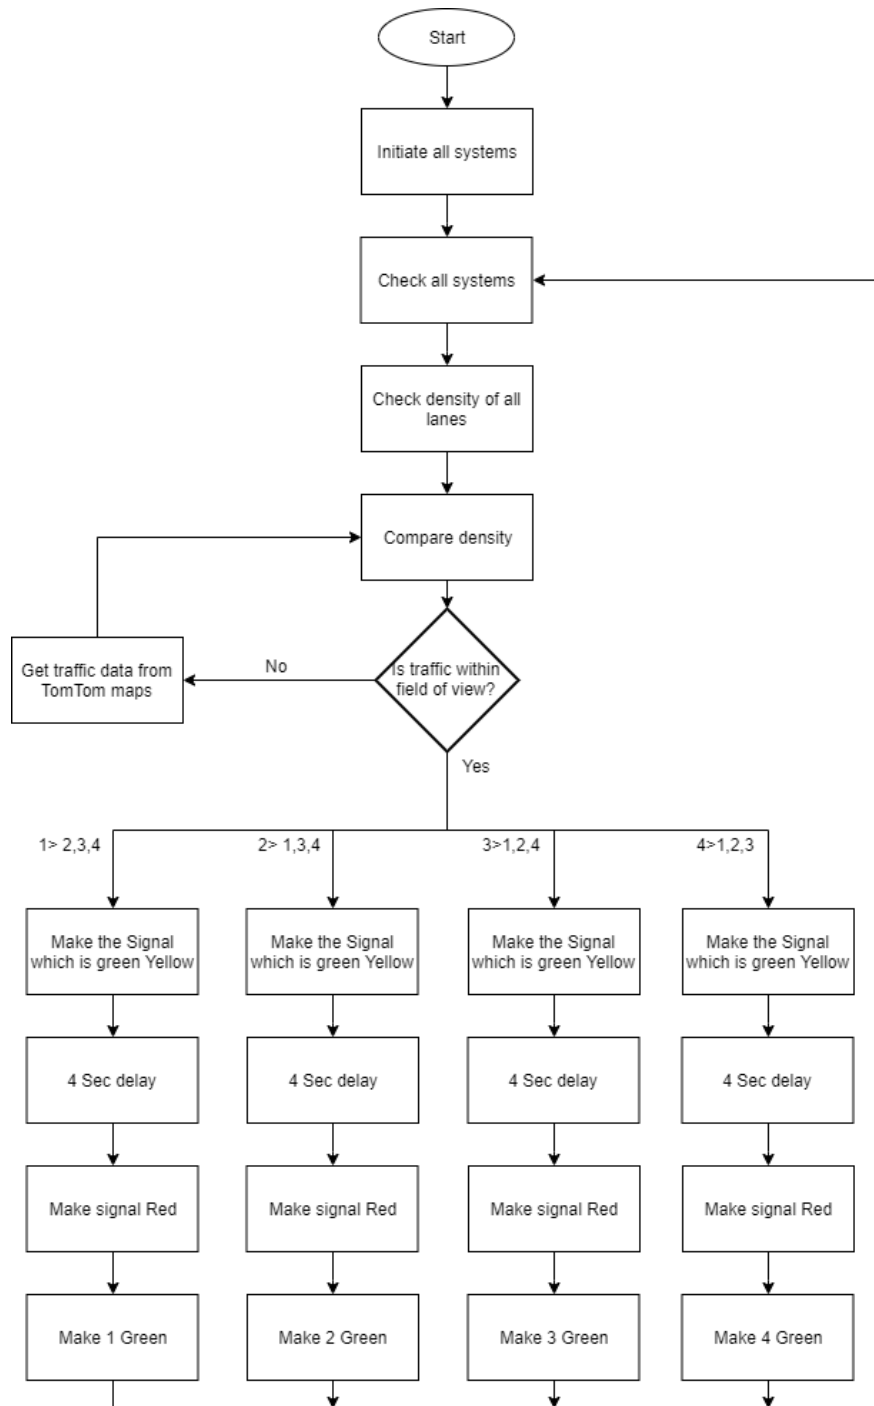 Start
Initiate all systems
Check all systems
Check density of all
lanes
Compare density
Get traffic data from
TomTom maps
No
Is traffic within
field of view?
Yes
1> 2,3,4
2> 1,3,4
3>1,2,4
4>1,2,3
Make the Signal
which is green Yellow
Make the Signal
which is green Yellow
Make the Signal
which is green Yellow
Make the Signal
which is green Yellow
4 Sec delay
4 Sec delay
4 Sec delay
4 Sec delay
Make signal Red
Make signal Red
Make signal Red
Make signal Red
Make 1 Green
Make 2 Green
Make 3 Green
Make 4 Green